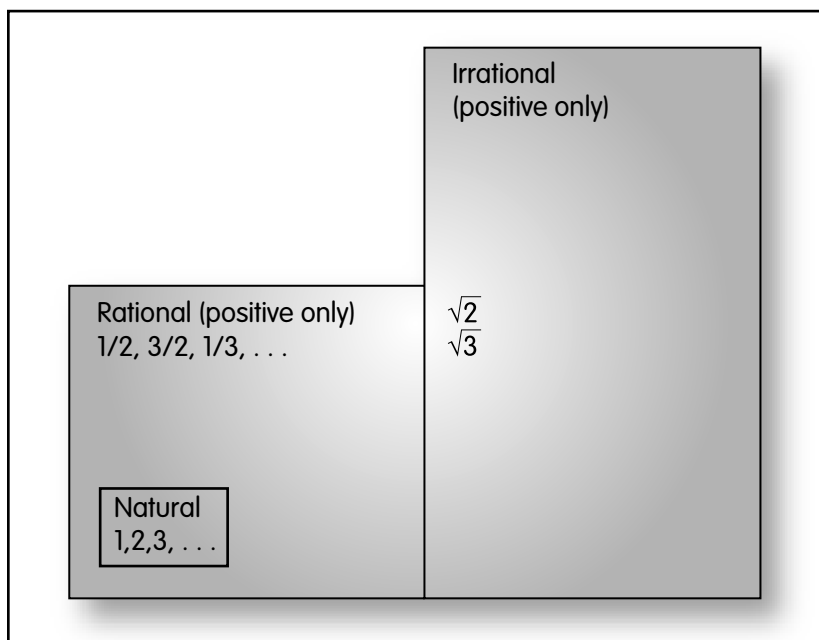 Irrational
(positive only)
Rational (positive only)
1/2, 3/2, 1/3, . . .
√2
√3
Natural
1,2,3, . . .